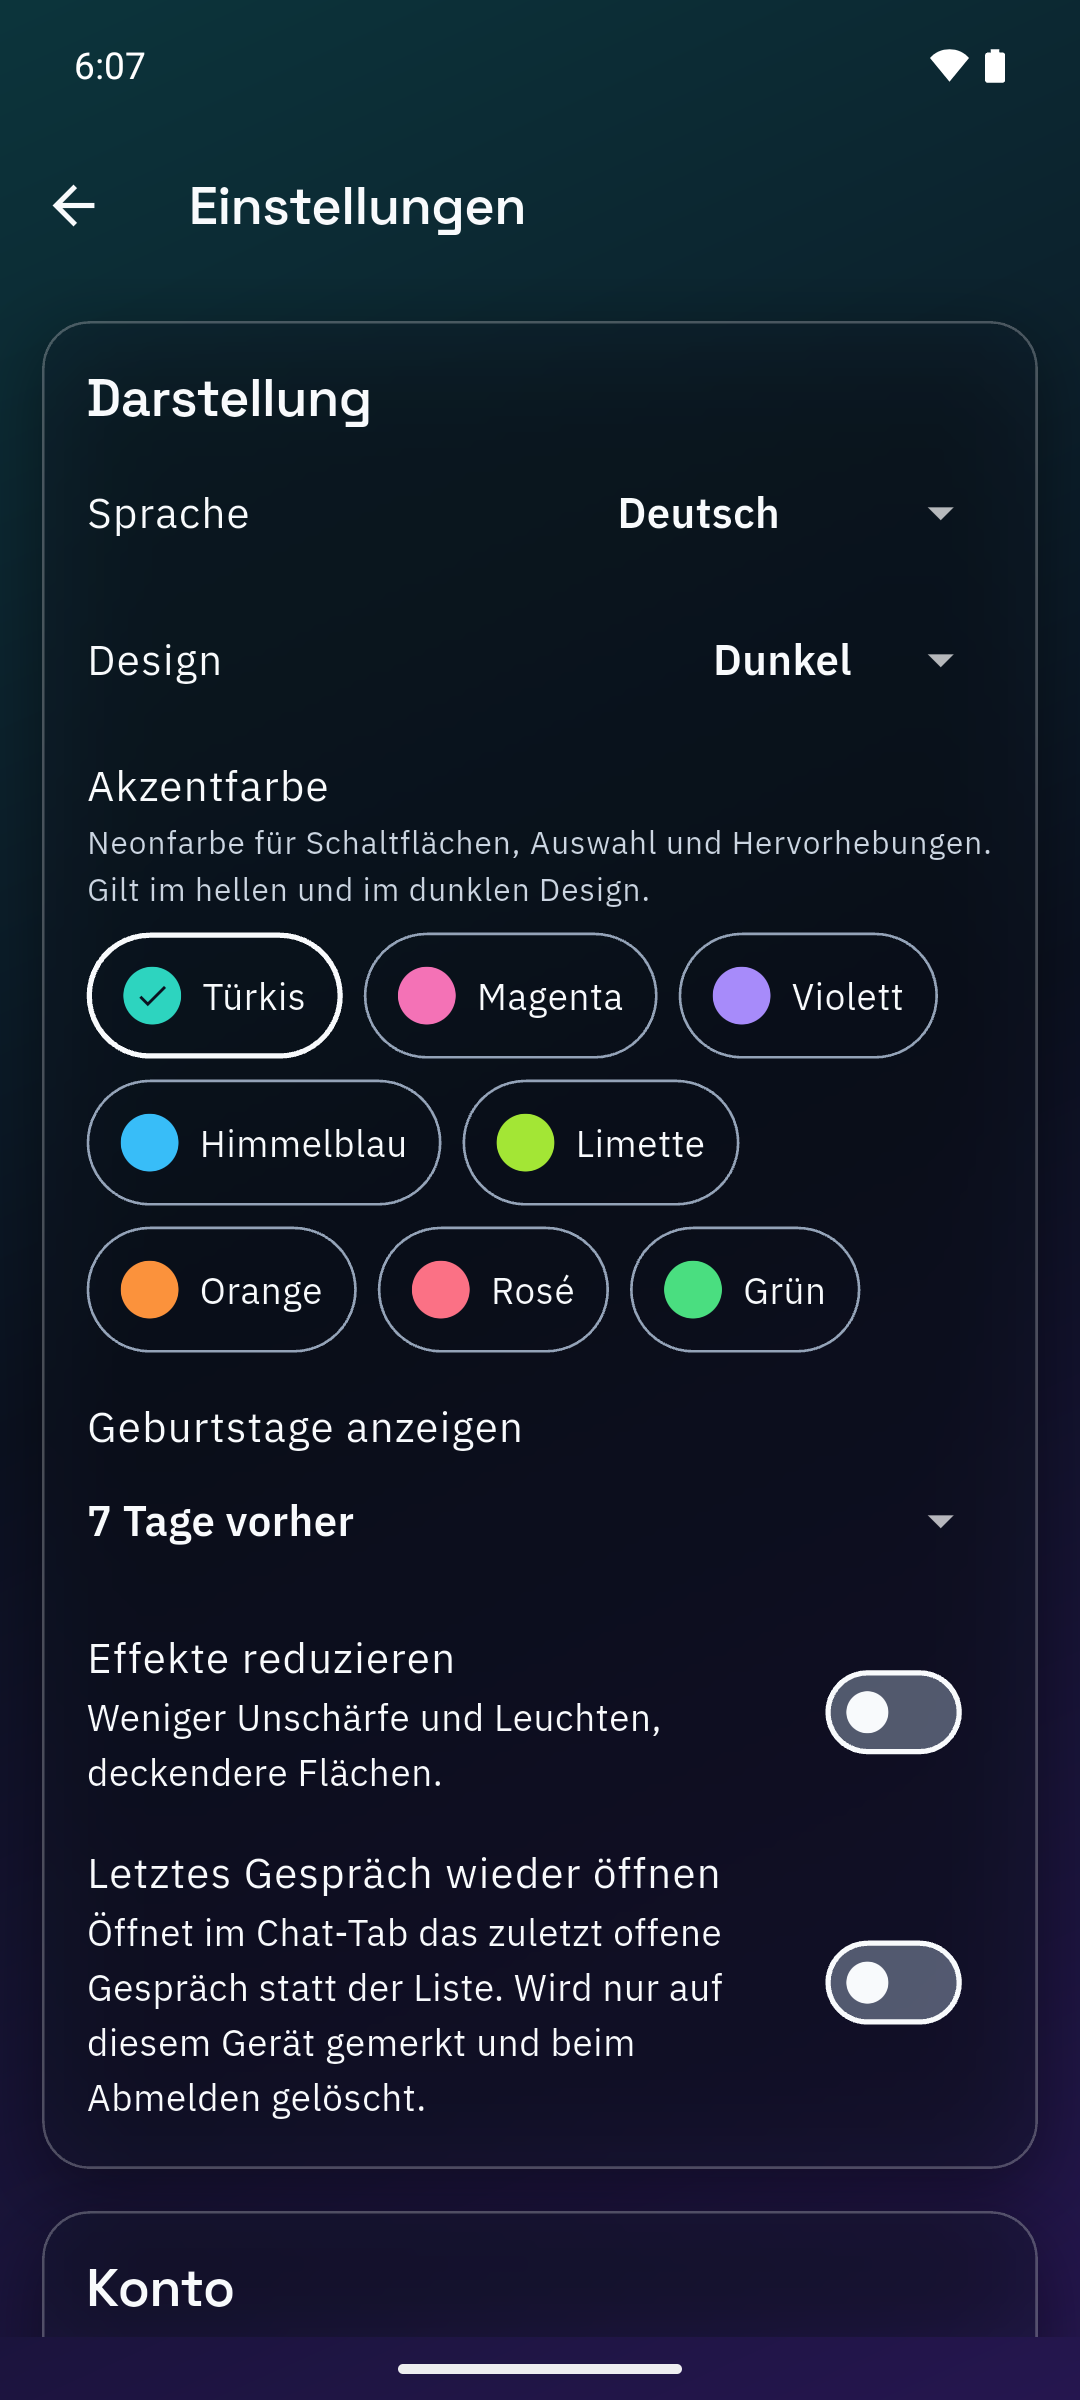 6:07
Einstellungen
Darstellung
Sprache Deutsch
Design Dunkel
Akzentfarbe
Neonfarbe für Schaltflächen, Auswahl und Hervorhebungen.
Gilt im hellen und im dunklen Design.
Türkis Magenta Violett
Himmelblau Limette
Orange Rosé Grün
Geburtstage anzeigen
7 Tage vorher
Effekte reduzieren
Weniger Unschärfe und Leuchten,
deckendere Flächen.
Letztes Gespräch wieder öffnen
Öffnet im Chat-Tab das zuletzt offene
Gespräch statt der Liste. Wird nur auf
diesem Gerät gemerkt und beim
Abmelden gelöscht.
Konto